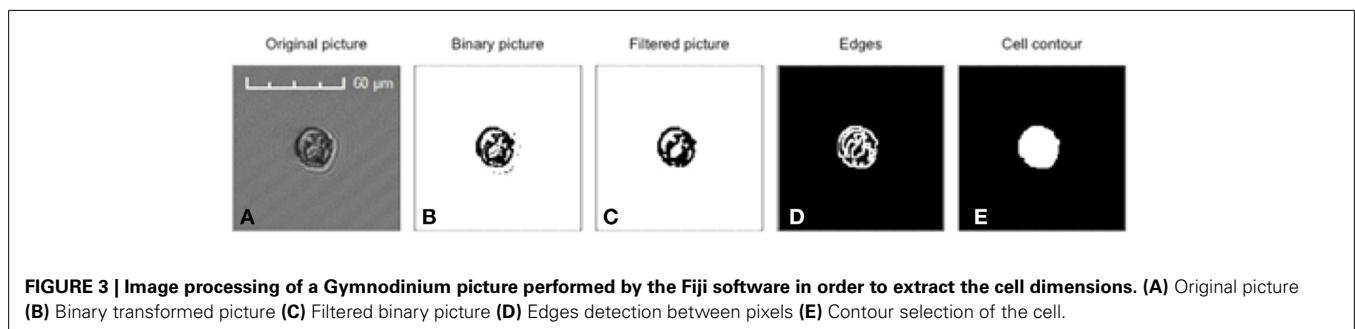 Original picture
Binary picture
Filtered picture
Edges
Cell contour
60 µm
A
B
C
D
E
FIGURE 3 | Image processing of a Gymnodinium picture performed by the Fiji software in order to extract the cell dimensions. (A) Original picture
(B) Binary transformed picture (C) Filtered binary picture (D) Edges detection between pixels (E) Contour selection of the cell.